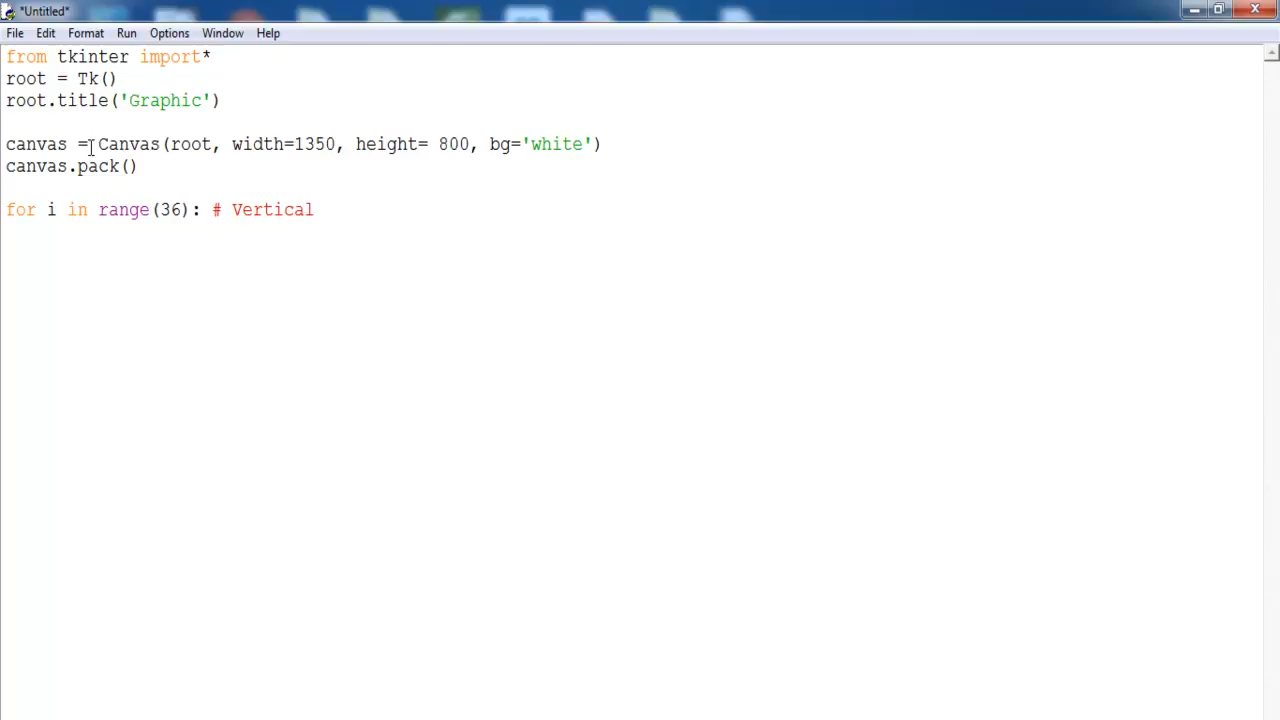 *Untitled*
File Edit Format Run Options Window Help
from tkinter import*
root = Tk()
root.title('Graphic')
canvas = Canvas(root, width=1350, height= 800, bg='white')
canvas.pack()
for i in range(36): # Vertical